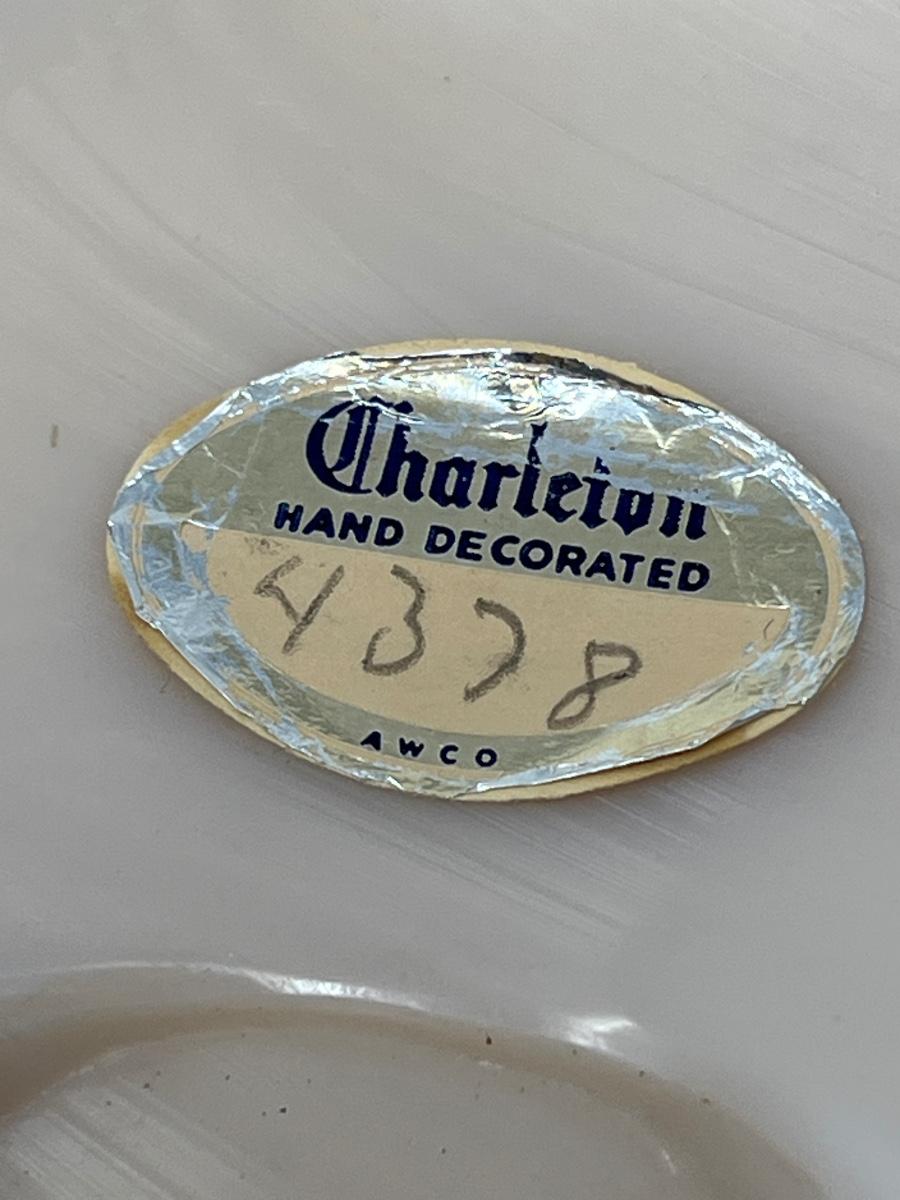 Charleton
HAND DECORATED
4378
AWCO